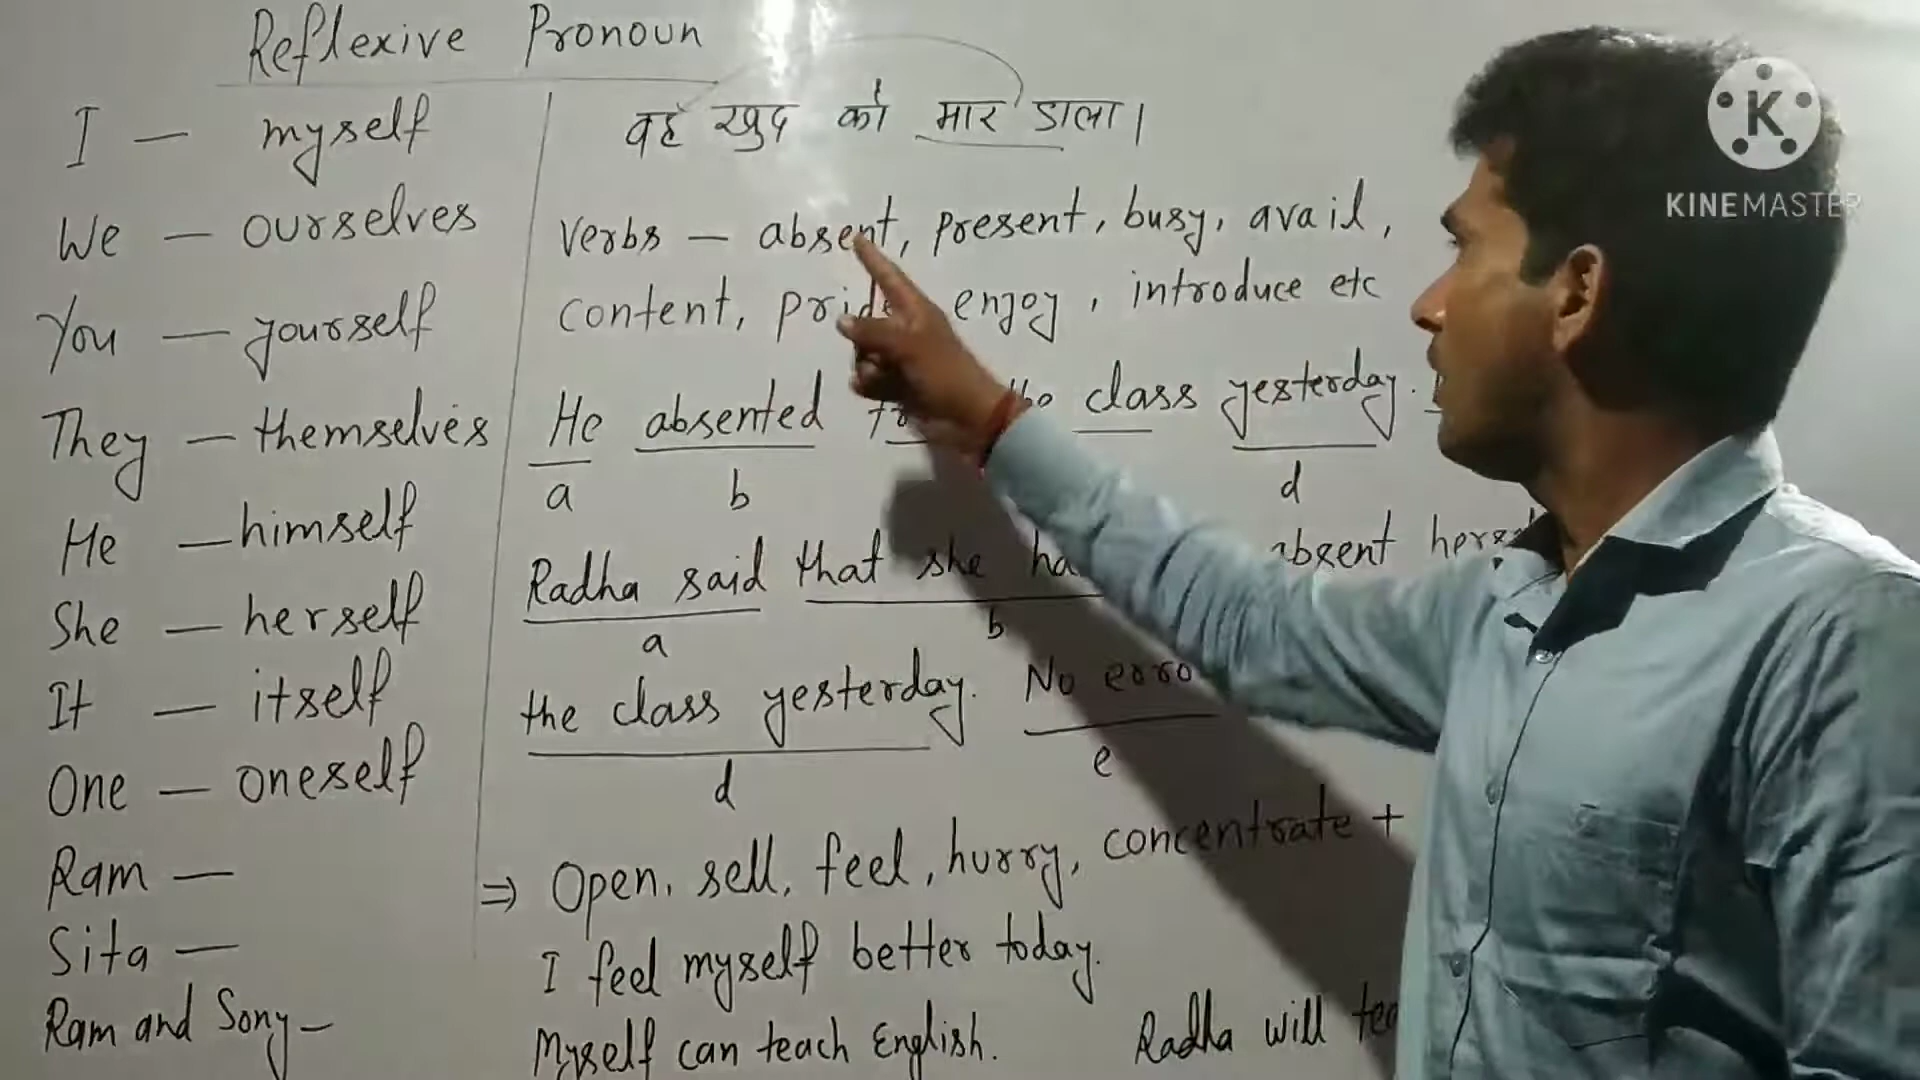 Reflexive Pronoun
I — myself
We — ourselves
You — yourself
They — themselves
He — himself
She — herself
It — itself
One — oneself
Ram —
Sita —
Ram and Sony —
वह खुद को मार डाला।
Verbs — absent, present, busy, avail,
content, enjoy, introduce etc
He absented class yesterday.
a b d
Radha said that she absent
a b
the class yesterday. No
d e
⇒ Open, sell, feel, hurry, concentrate +
I feel myself better today.
Myself can teach English. Radha will
K
KINEMASTER